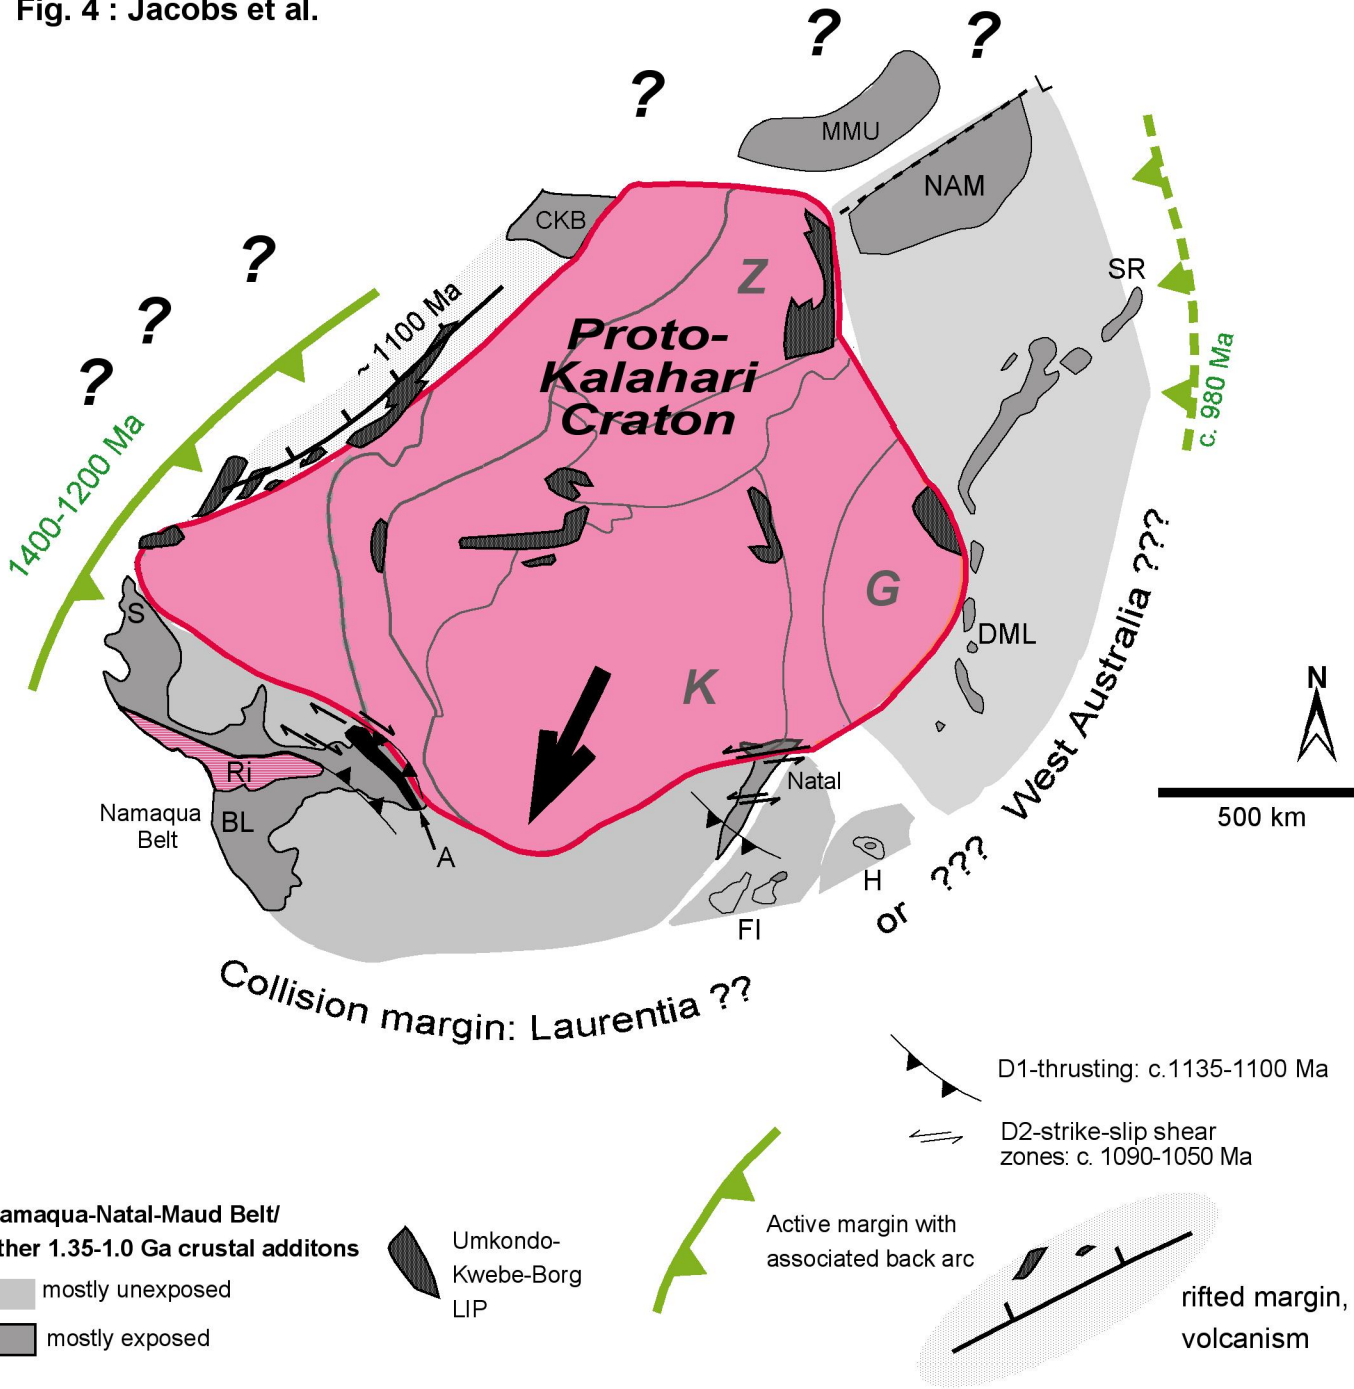 Fig. 4 : Jacobs et al.
?
?
?
L
MMU
NAM
CKB
?
SR
Z
?
~ 1100 Ma
Proto-
Kalahari
Craton
?
c. 980 Ma
1400-1200 Ma
G
S
DML
West Australia ???
K
N
Ri
Natal
Namaqua
Belt
BL
500 km
A
H
or ???
FI
Collision margin: Laurentia ??
D1-thrusting: c.1135-1100 Ma
D2-strike-slip shear
zones: c. 1090-1050 Ma
amaqua-Natal-Maud Belt/
ther 1.35-1.0 Ga crustal additons
mostly unexposed
mostly exposed
Umkondo-
Kwebe-Borg
LIP
Active margin with
associated back arc
rifted margin,
volcanism